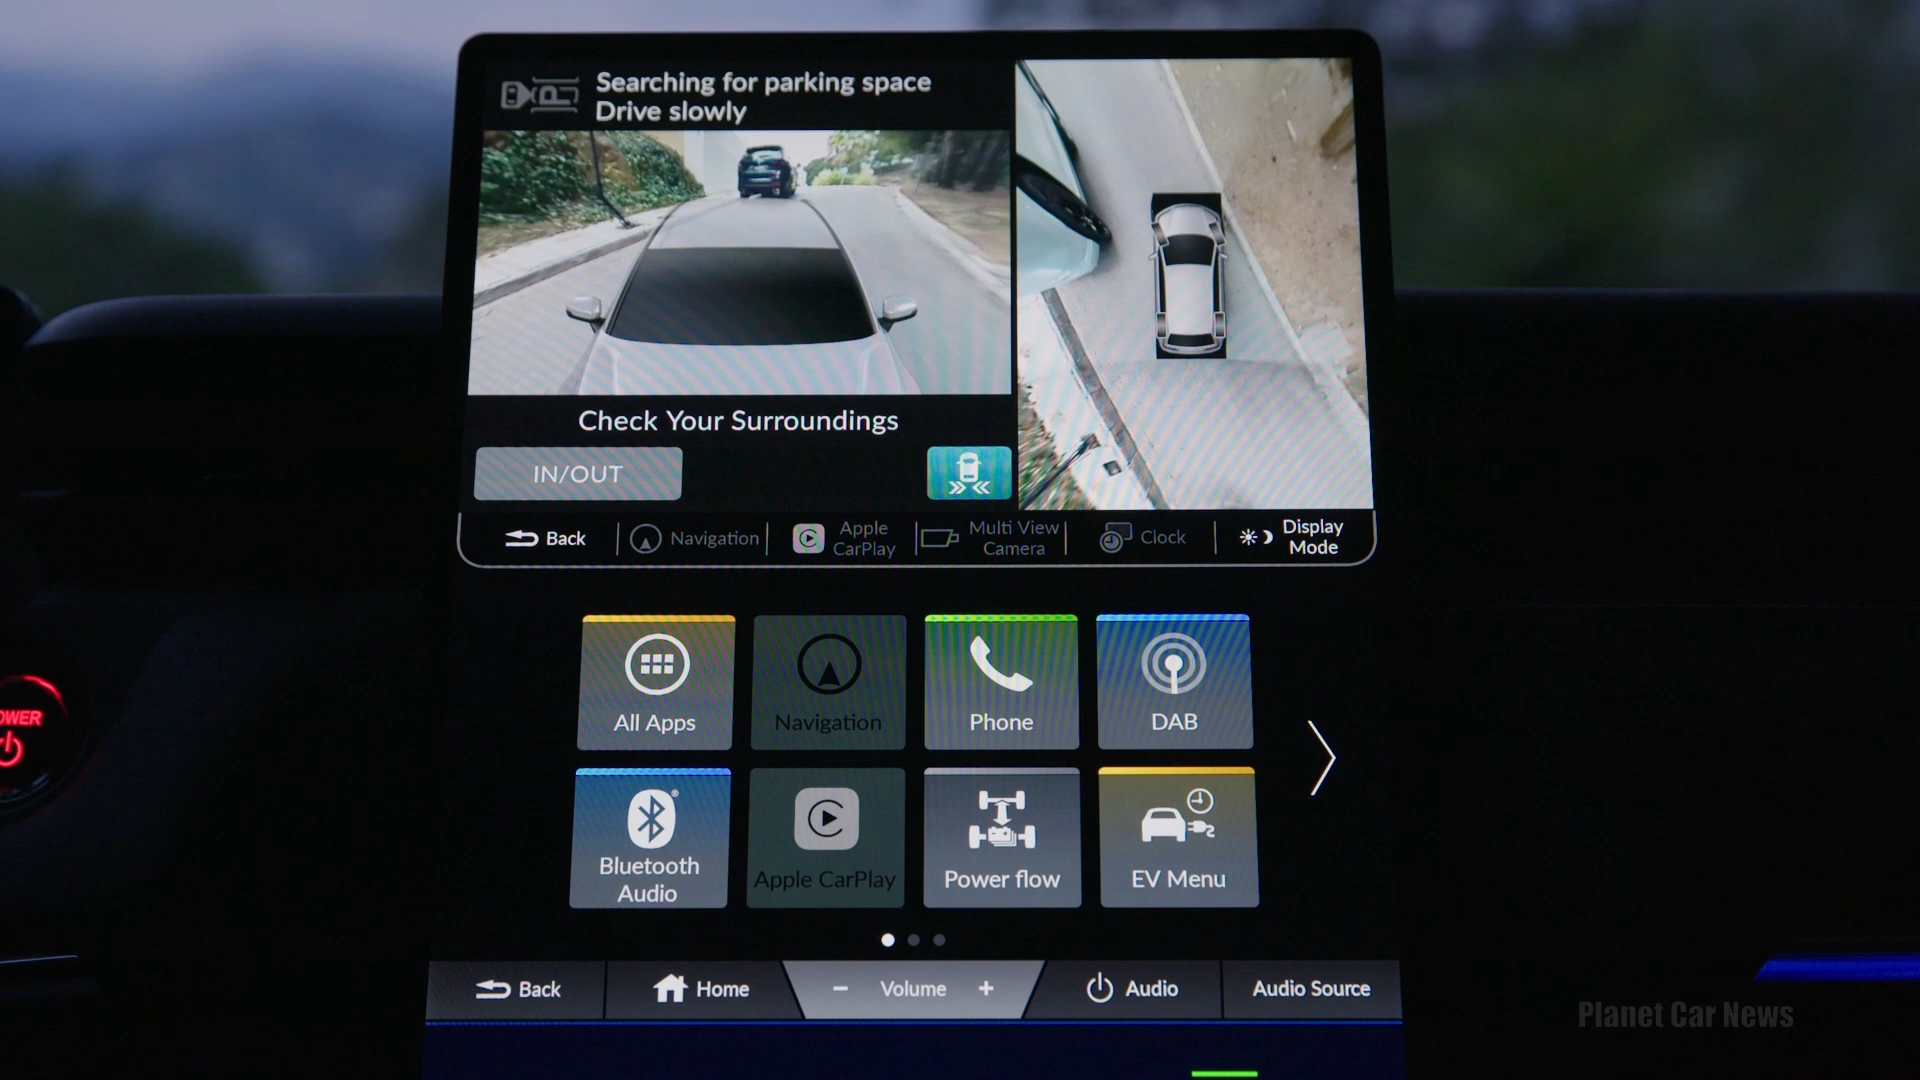 Searching for parking space
Drive slowly
Check Your Surroundings
IN/OUT
Back
Navigation
Apple
CarPlay
Multi View
Camera
Clock
Display
Mode
All Apps
Navigation
Phone
DAB
Bluetooth
Audio
Apple CarPlay
Power flow
EV Menu
OWER
Back
Home
- Volume +
Audio
Audio Source
Planet Car News